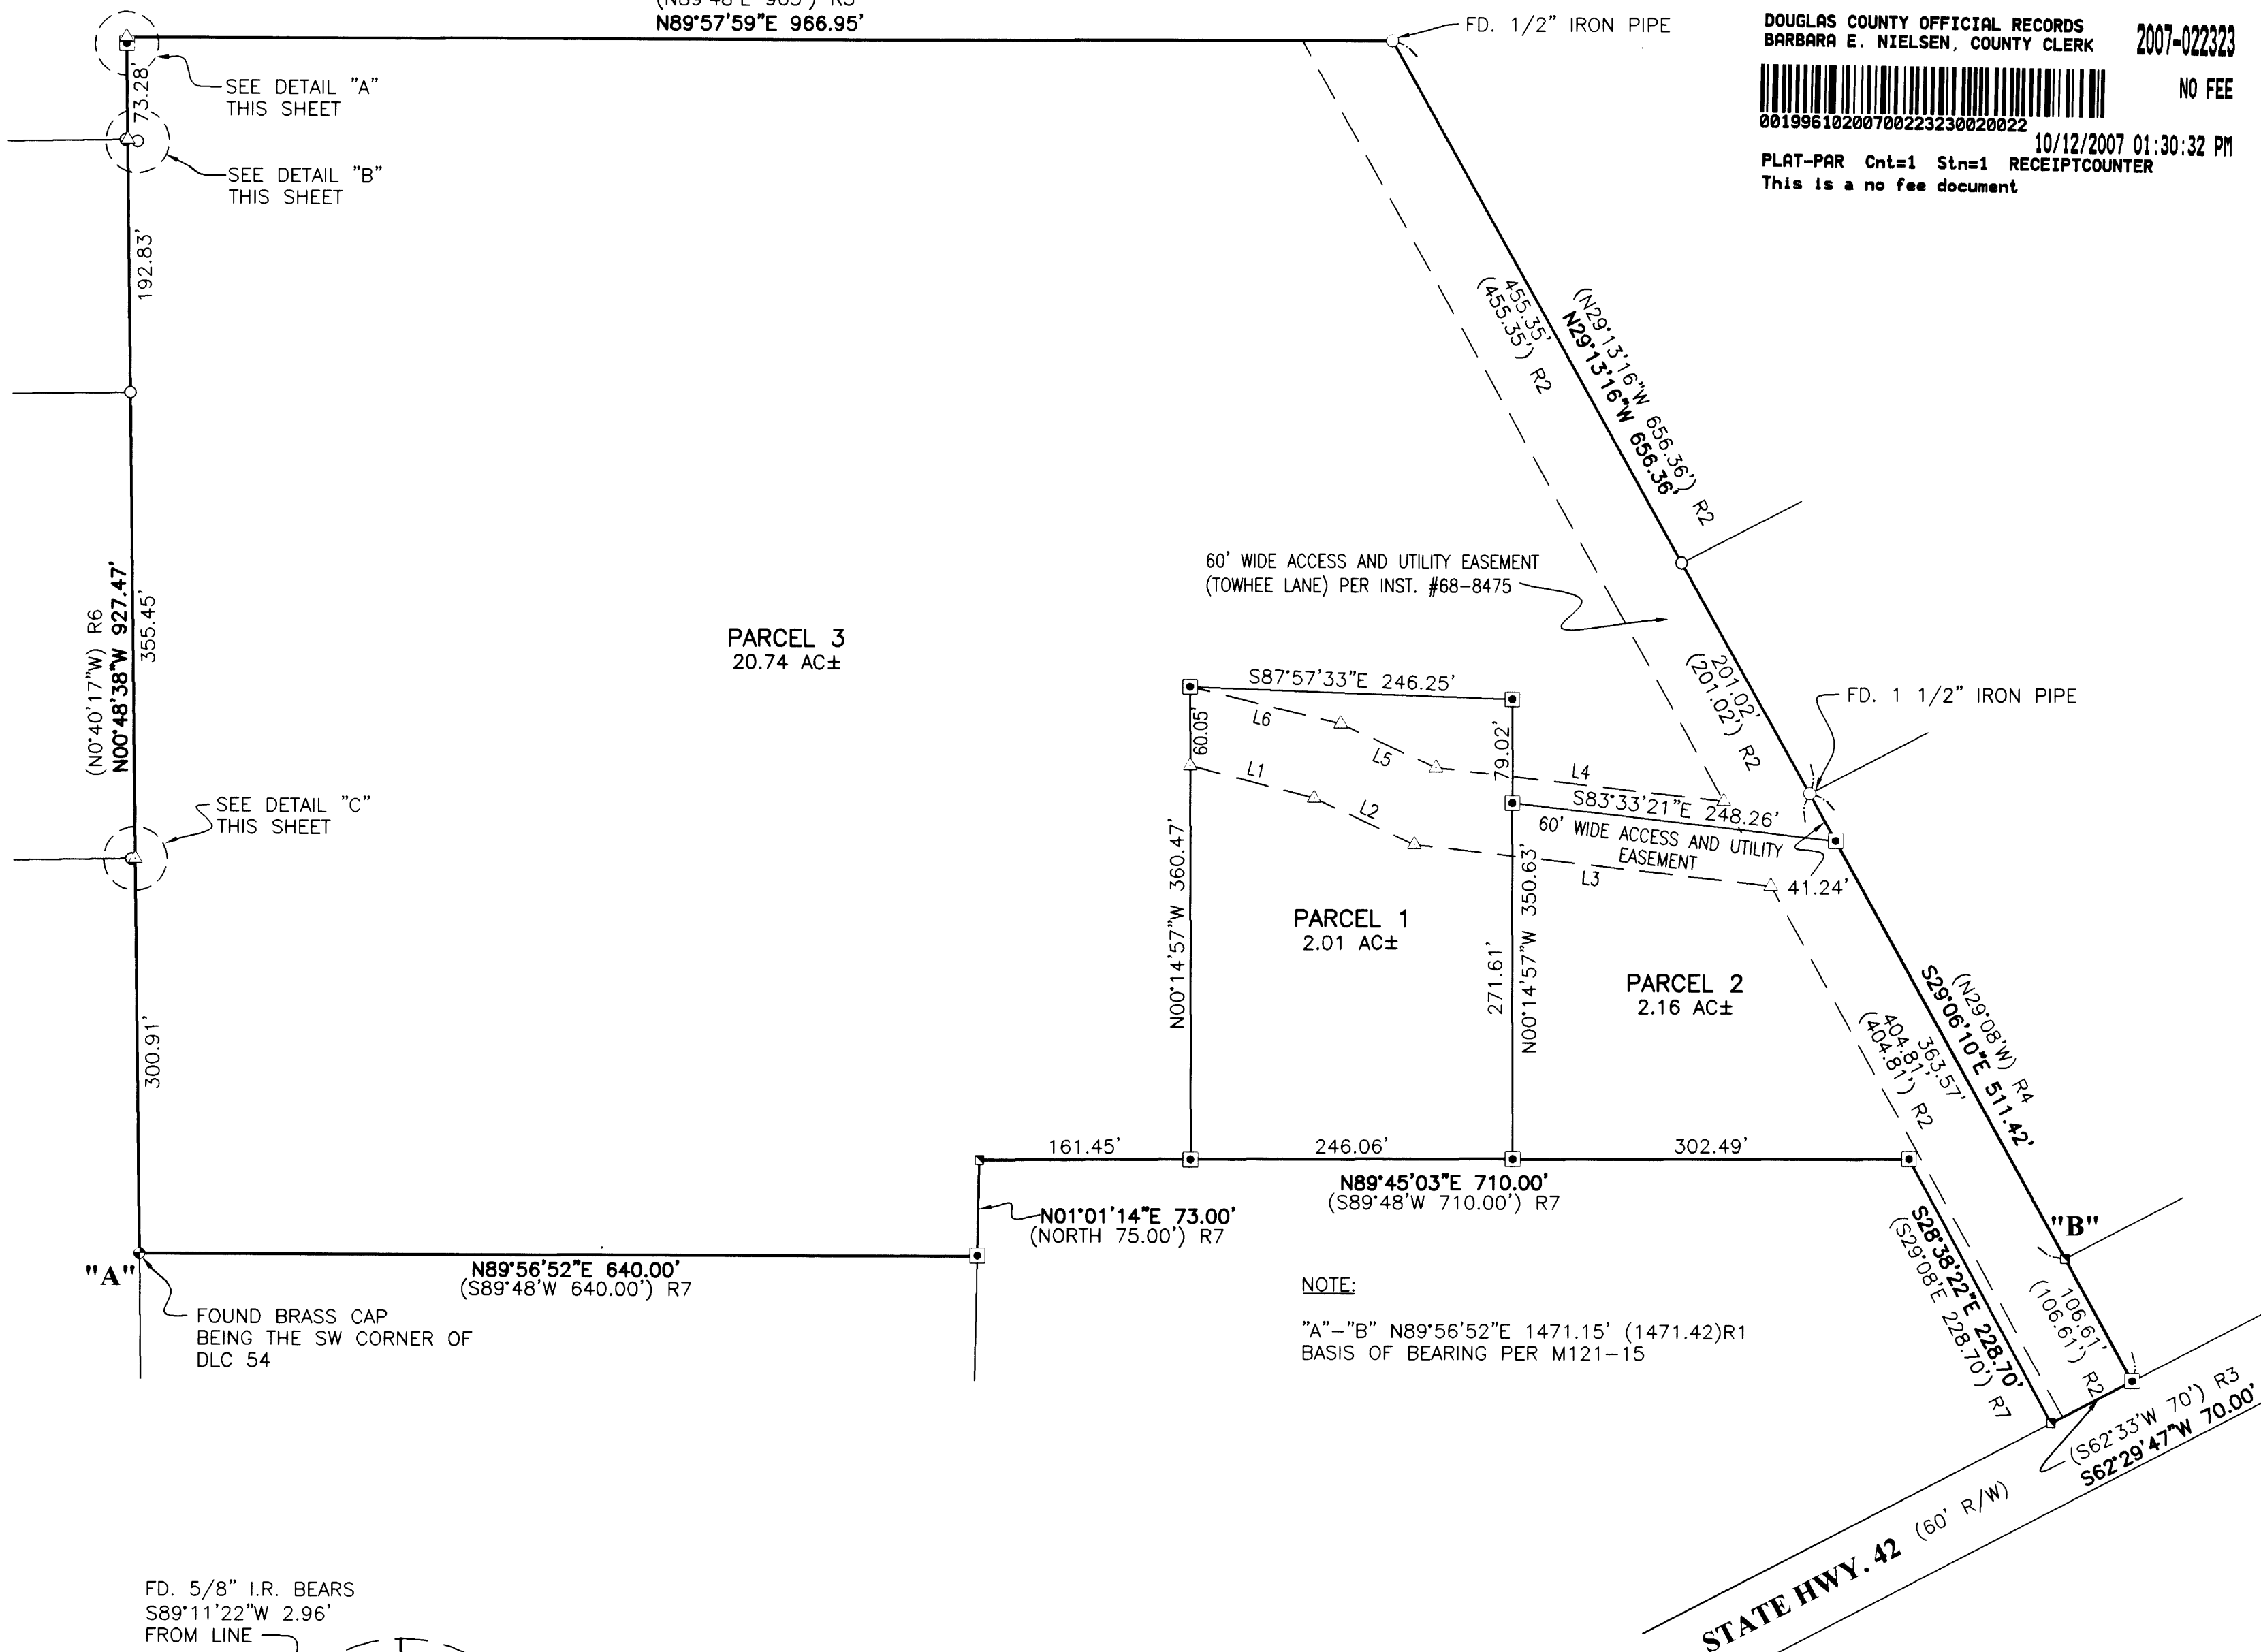 (N89°48'E 965') R5
N89°57'59"E 966.95'
FD. 1/2" IRON PIPE
DOUGLAS COUNTY OFFICIAL RECORDS
BARBARA E. NIELSEN, COUNTY CLERK
2007-022323
NO FEE
00199610200700223230020022
10/12/2007 01:30:32 PM
PLAT-PAR Cnt=1 Stn=1 RECEIPTCOUNTER
This is a no fee document
SEE DETAIL "A"
THIS SHEET
73.28'
SEE DETAIL "B"
THIS SHEET
192.83'
455.35'
(455.35') R2
(N29°13'16"W 656.36') R2
N29°13'16"W 656.36'
60' WIDE ACCESS AND UTILITY EASEMENT
(TOWHEE LANE) PER INST. #68-8475
(N0°40'17"W) R6
N00°48'38"W 927.47'
355.45'
PARCEL 3
20.74 AC±
201.02'
(201.02') R2
FD. 1 1/2" IRON PIPE
S87°57'33"E 246.25'
60.05'
L6
L5
79.02'
L4
L1
L2
S83°33'21"E 248.26'
60' WIDE ACCESS AND UTILITY
EASEMENT
L3
41.24'
SEE DETAIL "C"
THIS SHEET
N00°14'57"W 360.47'
PARCEL 1
2.01 AC±
271.61'
N00°14'57"W 350.63'
PARCEL 2
2.16 AC±
(N29°08'W) R4
S29°06'10"E 511.42'
363.57'
404.81'
(404.81') R2
300.91'
161.45'
246.06'
302.49'
N89°45'03"E 710.00'
(S89°48'W 710.00') R7
N01°01'14"E 73.00'
(NORTH 75.00') R7
"B"
S28°38'22"E 228.70'
(S29°08'E 228.70') R7
106.61'
(106.61') R2
"A"
N89°56'52"E 640.00'
(S89°48'W 640.00') R7
FOUND BRASS CAP
BEING THE SW CORNER OF
DLC 54
NOTE:
"A"-"B" N89°56'52"E 1471.15' (1471.42)R1
BASIS OF BEARING PER M121-15
(S62°33'W 70') R3
S62°29'47"W 70.00'
STATE HWY. 42 (60' R/W)
FD. 5/8" I.R. BEARS
S89°11'22"W 2.96'
FROM LINE